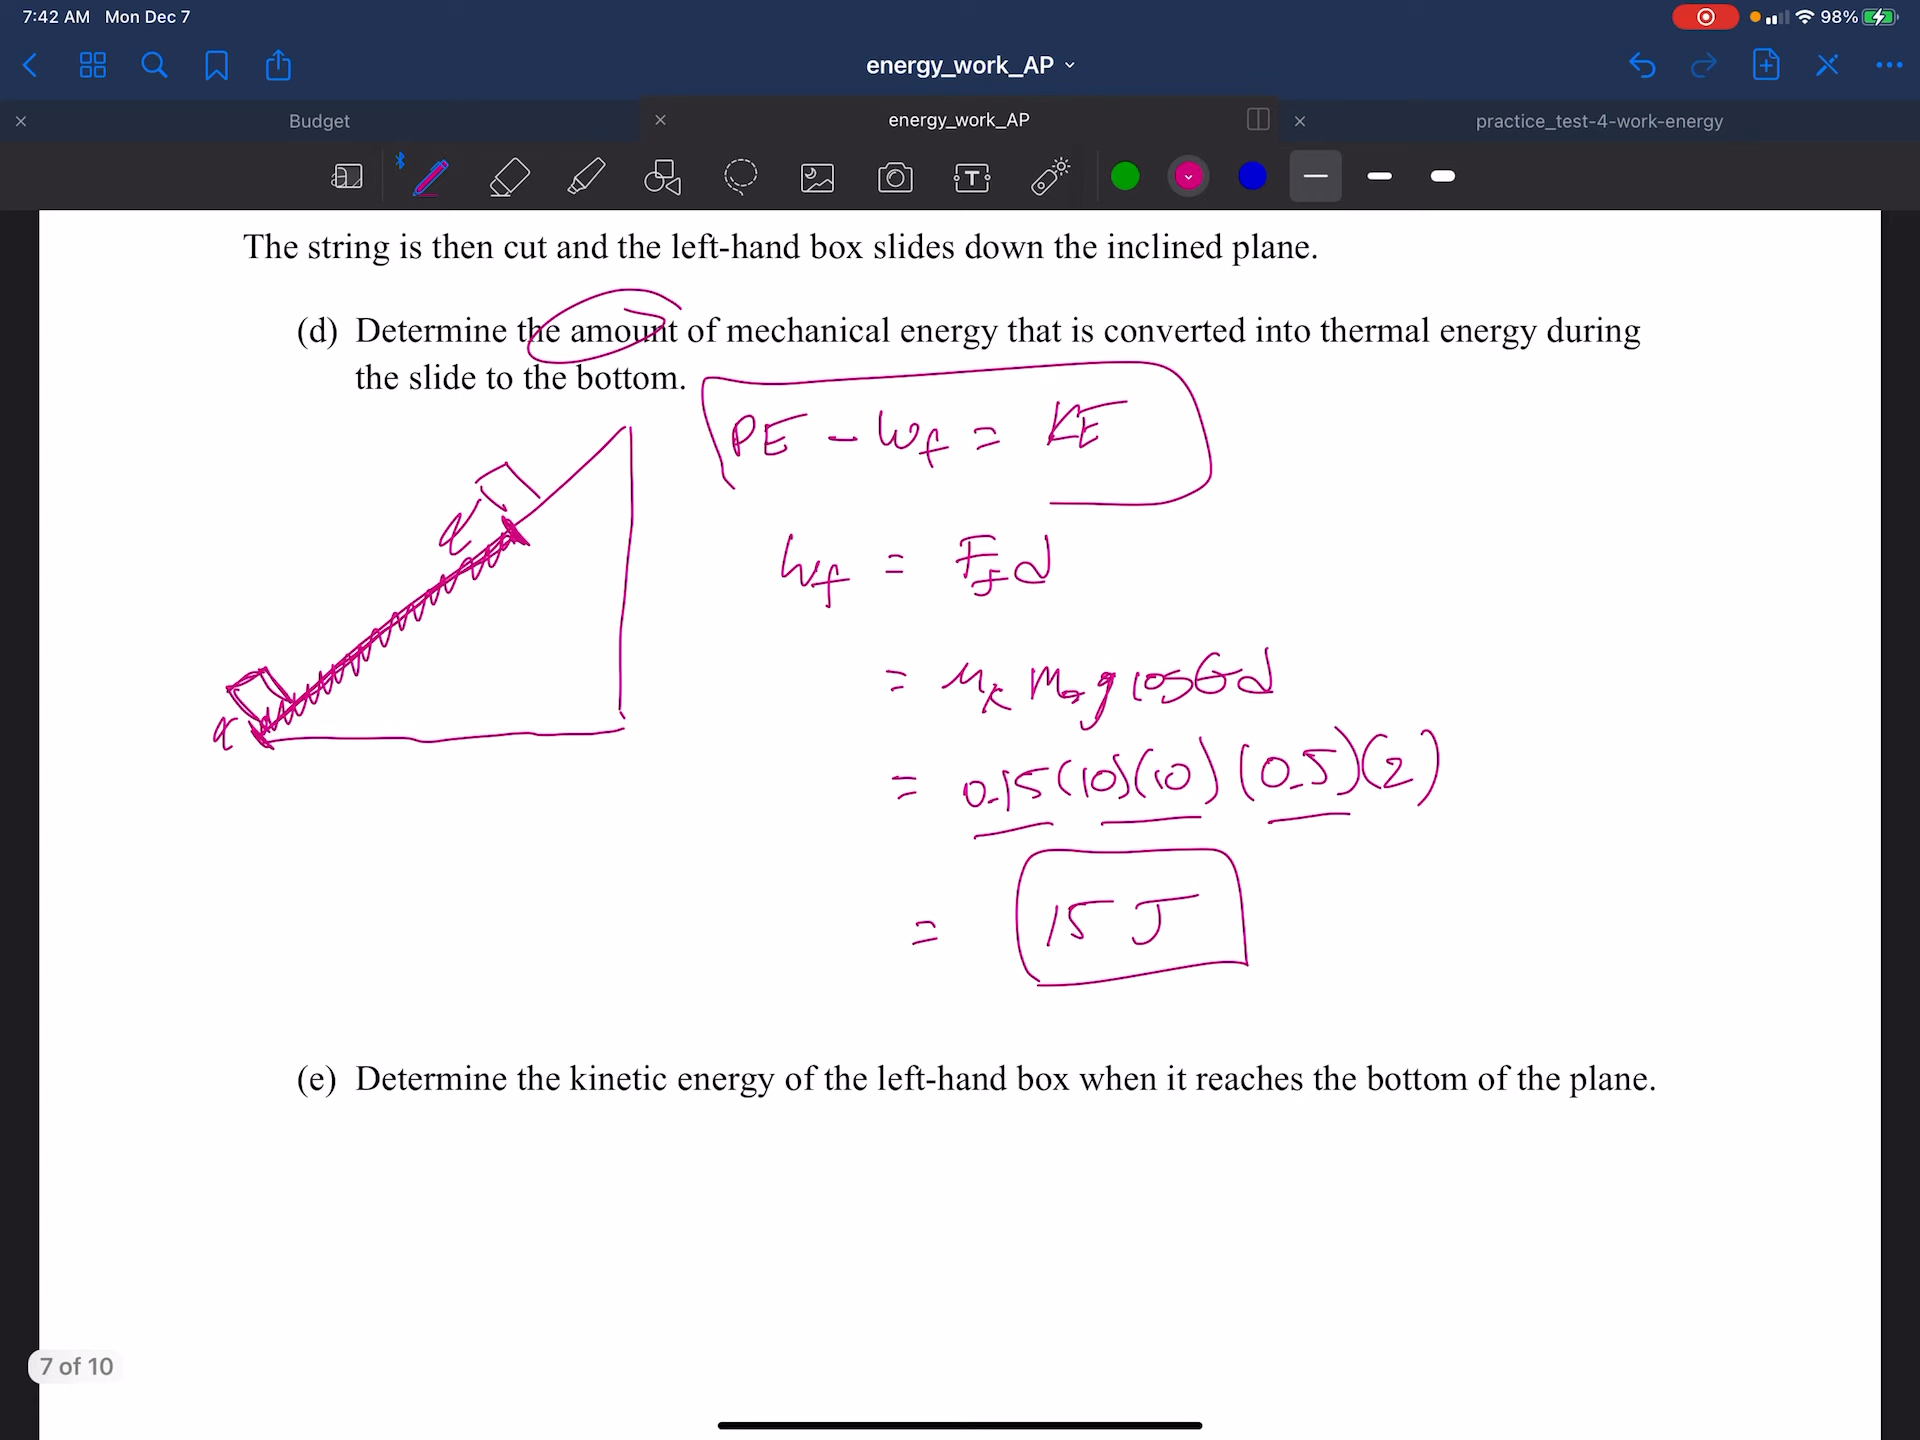 7:42 AM Mon Dec 7
98%
energy_work_AP
Budget
energy_work_AP
practice_test-4-work-energy
The string is then cut and the left-hand box slides down the inclined plane.
(d) Determine the amount of mechanical energy that is converted into thermal energy during
the slide to the bottom.
PE - Wf = KE
Wf = Ff d
= μk m g cosθ d
= 0.15 (10)(10) (0.5)(2)
= 15 J
(e) Determine the kinetic energy of the left-hand box when it reaches the bottom of the plane.
7 of 10